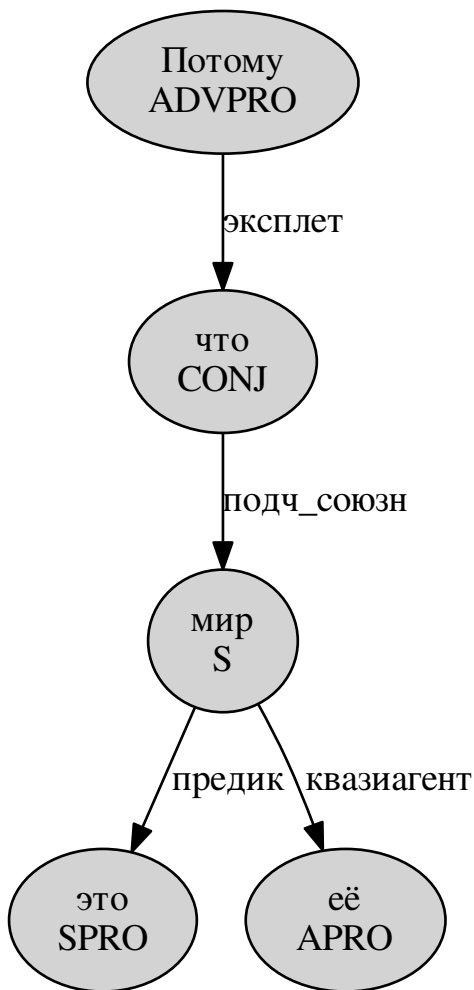 Потому
ADVPRO
эксплет
что
CONJ
подч_союзн
мир
S
предик квазиагент
это её
SPRO APRO